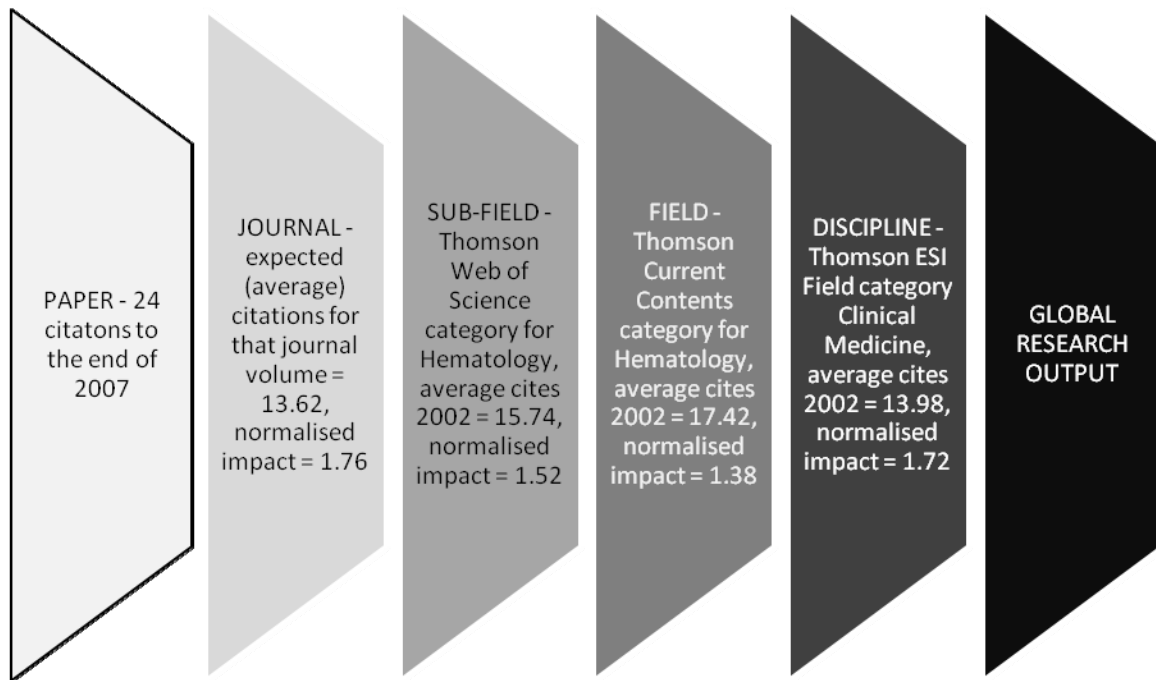 PAPER - 24
citatons to
the end of
2007
JOURNAL -
expected
(average)
citations for
that journal
volume =
13.62,
normalised
impact = 1.76
SUB-FIELD -
Thomson
Web of
Science
category for
Hematology,
average cites
2002 = 15.74,
normalised
impact = 1.52
FIELD -
Thomson
Current
Contents
category for
Hematology,
average cites
2002 = 17.42,
normalised
impact = 1.38
DISCIPLINE -
Thomson ESI
Field category
Clinical
Medicine,
average cites
2002 = 13.98,
normalised
impact = 1.72
GLOBAL
RESEARCH
OUTPUT